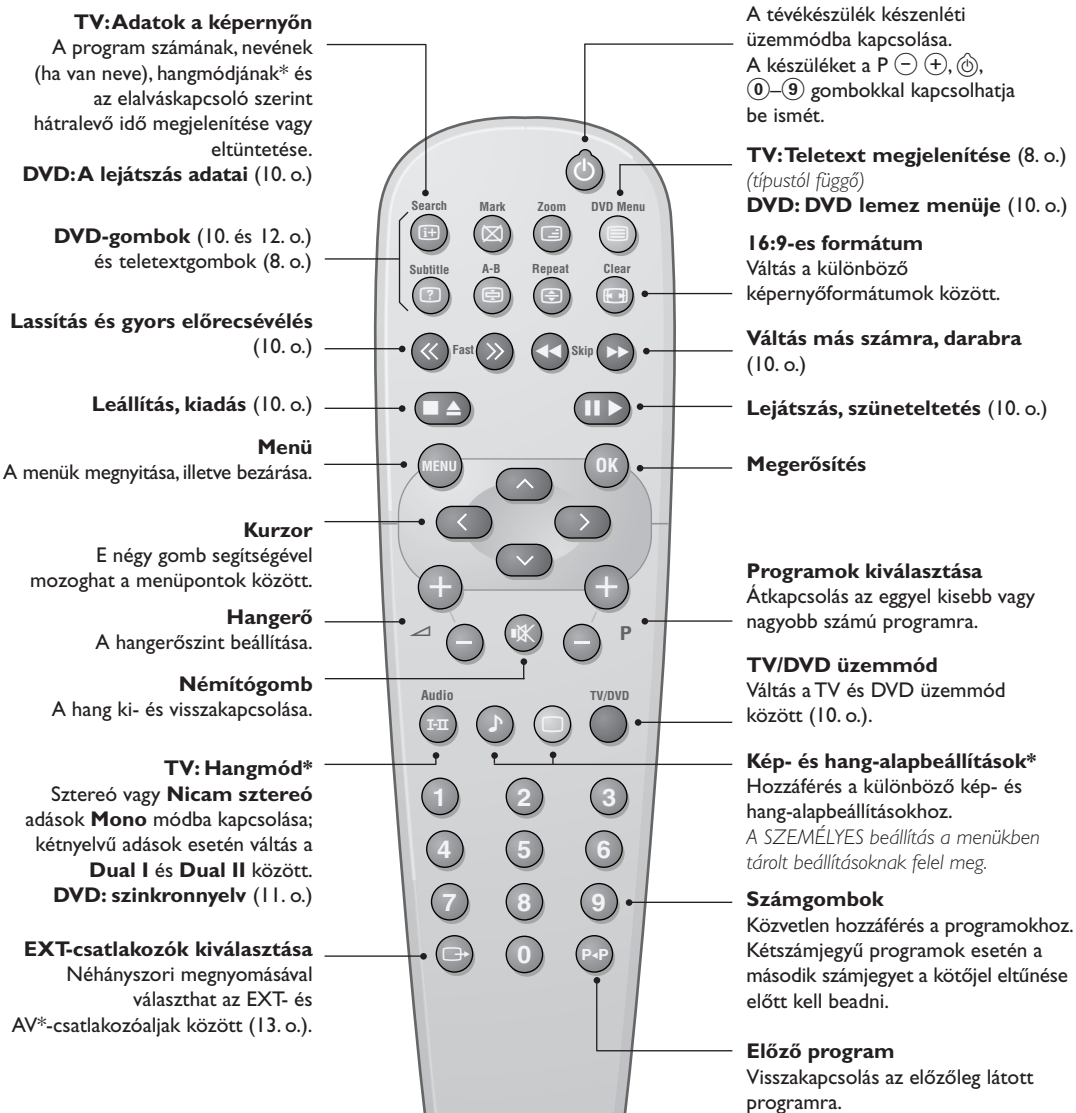 TV: Adatok a képernyőn
A program számának, nevének
(ha van neve), hangmódjának* és
az elalváskapcsoló szerint
hátralevő idő megjelenítése vagy
eltüntetése.
DVD: A lejátszás adatai (10. o.)
DVD-gombok (10. és 12. o.)
és teletextgombok (8. o.)
Lassítás és gyors előrecsévélés
(10. o.)
Leállítás, kiadás (10. o.)
Menü
A menük megnyitása, illetve bezárása.
Kurzor
E négy gomb segítségével
mozoghat a menüpontok között.
Hangerő
A hangerőszint beállítása.
Némítógomb
A hang ki- és visszakapcsolása.
TV: Hangmód*
Sztereó vagy Nicam sztereó
adások Mono módba kapcsolása;
kétnyelvű adások esetén váltás a
Dual I és Dual II között.
DVD: szinkronnyelv (11. o.)
EXT-csatlakozók kiválasztása
Néhányszori megnyomásával
választhat az EXT- és
AV*-csatlakozóaljak között (13. o.).
Search Mark Zoom DVD Menu
i+
Subtitle A-B Repeat Clear
?
Fast Skip
MENU OK
P
Audio TV/DVD
I-II
1 2 3
4 5 6
7 8 9
0 P◂P
A tévékészülék készenléti
üzemmódba kapcsolása.
A készüléket a P − +, ⏻,
0–9 gombokkal kapcsolhatja
be ismét.
TV: Teletext megjelenítése (8. o.)
(típustól függő)
DVD: DVD lemez menüje (10. o.)
16:9-es formátum
Váltás a különböző
képernyőformátumok között.
Váltás más számra, darabra
(10. o.)
Lejátszás, szüneteltetés (10. o.)
Megerősítés
Programok kiválasztása
Átkapcsolás az eggyel kisebb vagy
nagyobb számú programra.
TV/DVD üzemmód
Váltás a TV és DVD üzemmód
között (10. o.).
Kép- és hang-alapbeállítások*
Hozzáférés a különböző kép- és
hang-alapbeállításokhoz.
A SZEMÉLYES beállítás a menükben
tárolt beállításoknak felel meg.
Számgombok
Közvetlen hozzáférés a programokhoz.
Kétszámjegyű programok esetén a
második számjegyet a kötőjel eltűnése
előtt kell beadni.
Előző program
Visszakapcsolás az előzőleg látott
programra.